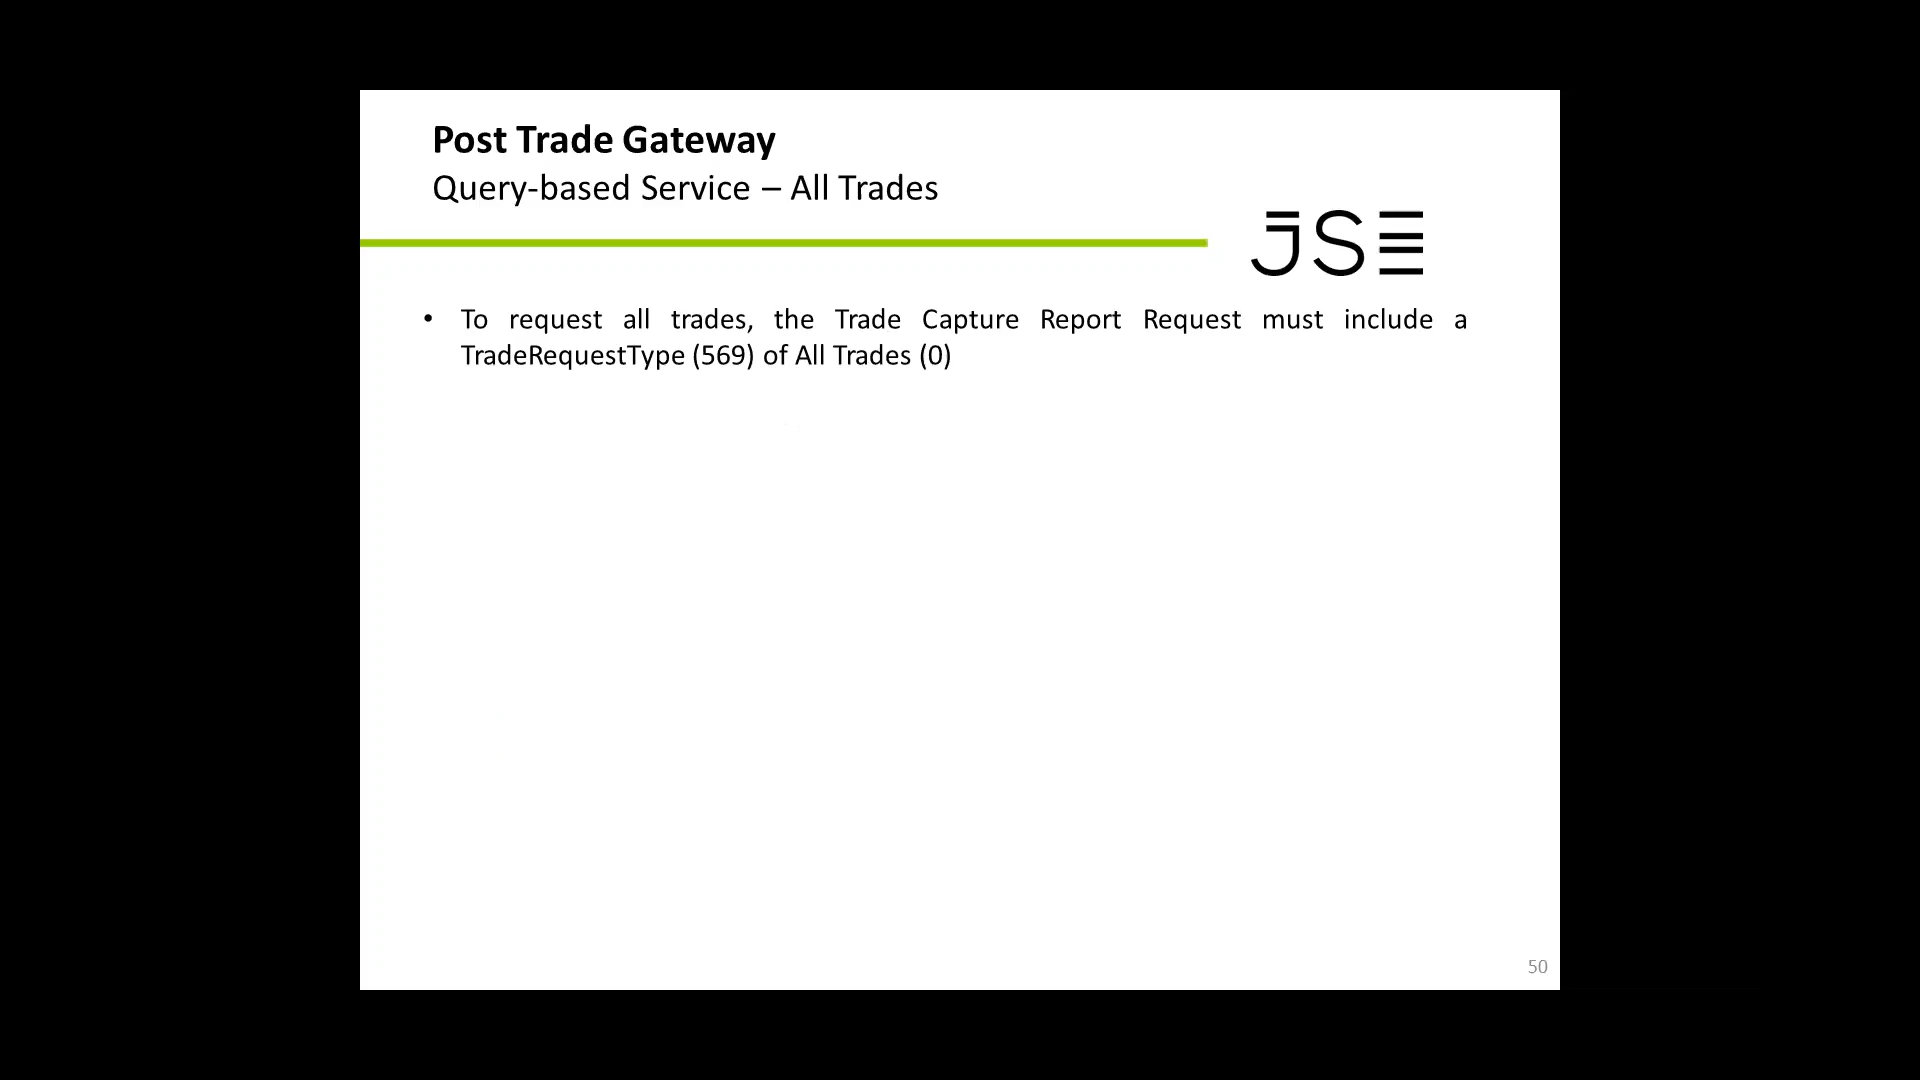 Post Trade Gateway
Query-based Service – All Trades
JSE
• To request all trades, the Trade Capture Report Request must include a
TradeRequestType (569) of All Trades (0)
50